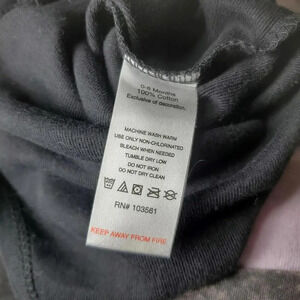 0-6 Months
100% Cotton
Exclusive of decoration.
MACHINE WASH WARM
USE ONLY NON-CHLORINATED
BLEACH WHEN NEEDED
TUMBLE DRY LOW
DO NOT IRON
DO NOT DRY CLEAN
RN# 103581
KEEP AWAY FROM FIRE